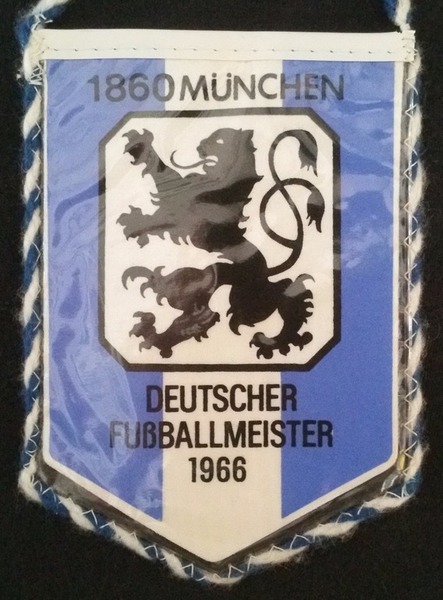 1860 MÜNCHEN
DEUTSCHER
FUßBALLMEISTER
1966